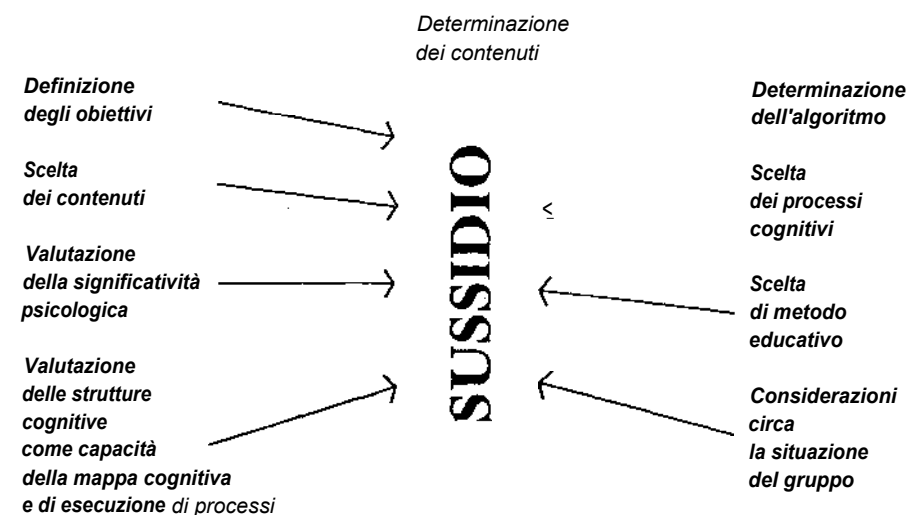 Determinazione
dei contenuti
Definizione
degli obiettivi
Scelta
dei contenuti
Valutazione
della significatività
psicologica
Valutazione
delle strutture
cognitive
come capacità
della mappa cognitiva
e di esecuzione di processi
SUSSIDIO
<
Determinazione
dell'algoritmo
Scelta
dei processi
cognitivi
Scelta
di metodo
educativo
Considerazioni
circa
la situazione
del gruppo